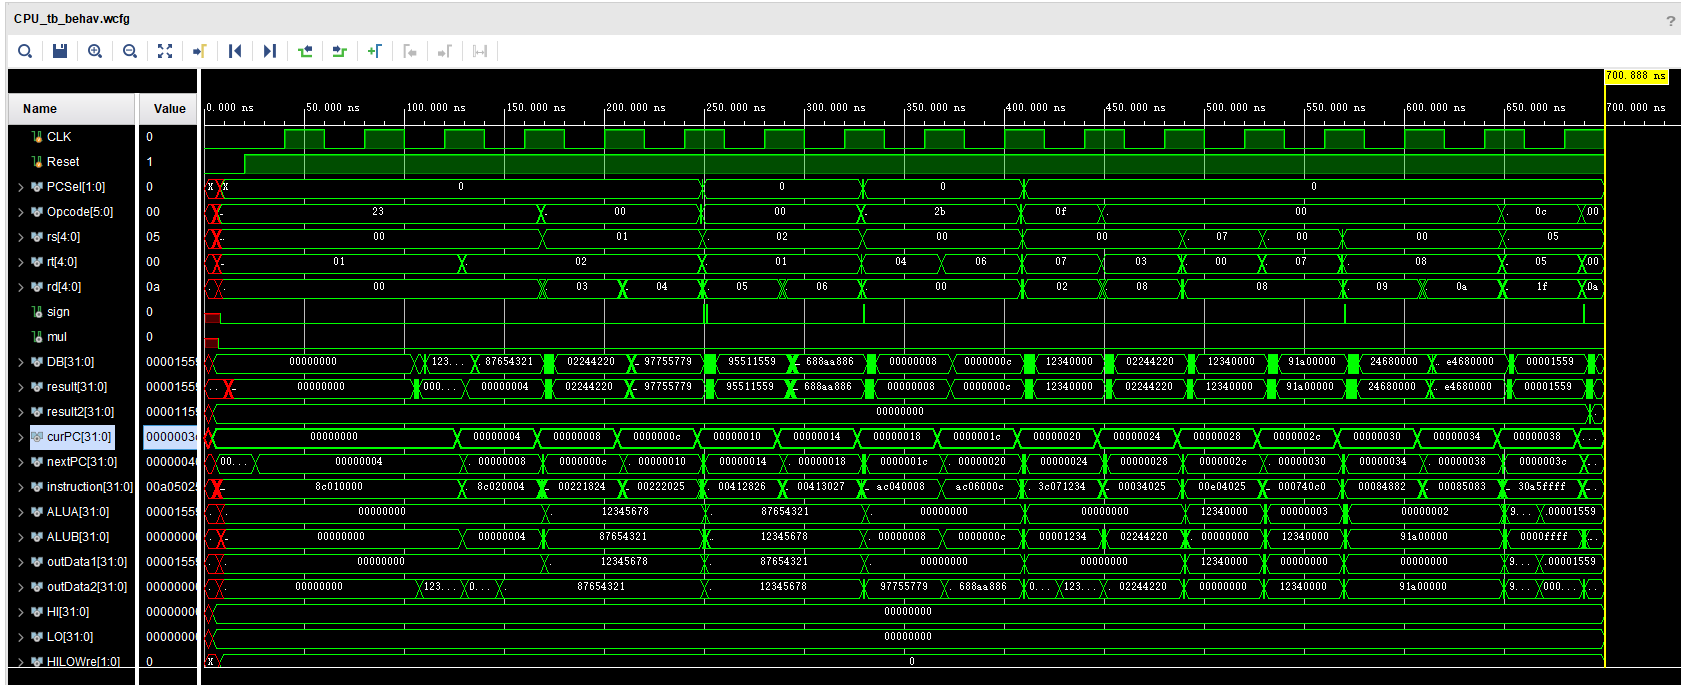 CPU_tb_behav.wcfg
?
700.888 ns
Name Value 0.000 ns 50.000 ns 100.000 ns 150.000 ns 200.000 ns 250.000 ns 300.000 ns 350.000 ns 400.000 ns 450.000 ns 500.000 ns 550.000 ns 600.000 ns 650.000 ns 700.000 ns
CLK 0
Reset 1
PCSel[1:0] 0 X X 0 0 0 0
Opcode[5:0] 00 23 00 00 2b 0f 00 0c 00
rs[4:0] 05 00 01 02 00 00 07 00 00 05
rt[4:0] 00 01 02 01 04 06 07 03 00 07 08 05 00
rd[4:0] 0a 00 03 04 05 06 00 02 08 08 09 0a 1f 0a
sign 0
mul 0
DB[31:0] 0000155 00000000 123... 87654321 02244220 97755779 95511559 688aa886 00000008 0000000c 12340000 02244220 12340000 91a00000 24680000 e4680000 00001559
result[31:0] 0000155 00000000 000... 00000004 02244220 97755779 95511559 688aa886 00000008 0000000c 12340000 02244220 12340000 91a00000 24680000 e4680000 00001559
result2[31:0] 0000115 00000000
curPC[31:0] 0000003 00000000 00000004 00000008 0000000c 00000010 00000014 00000018 0000001c 00000020 00000024 00000028 0000002c 00000030 00000034 00000038 ...
nextPC[31:0] 0000004 00... 00000004 00000008 0000000c 00000010 00000014 00000018 0000001c 00000020 00000024 00000028 0000002c 00000030 00000034 00000038 0000003c
instruction[31:0] 00a0502 8c010000 8c020004 00221824 00222025 00412826 00413027 ac040008 ac06000c 3c071234 00034025 00e04025 000740c0 00084882 00085083 30a5ffff
ALUA[31:0] 0000155 00000000 12345678 87654321 00000000 00000000 12340000 00000003 00000002 9... 00001559
ALUB[31:0] 0000000 00000000 00000004 87654321 12345678 00000008 0000000c 00001234 02244220 00000000 12340000 91a00000 0000ffff
outData1[31:0] 0000155 00000000 12345678 87654321 00000000 00000000 12340000 00000000 00000000 9... 00001559
outData2[31:0] 0000000 00000000 123... 0... 87654321 12345678 97755779 688aa886 0... 123... 02244220 00000000 12340000 91a00000 9... 000...
HI[31:0] 0000000 00000000
LO[31:0] 0000000 00000000
HILOWre[1:0] 0 X 0